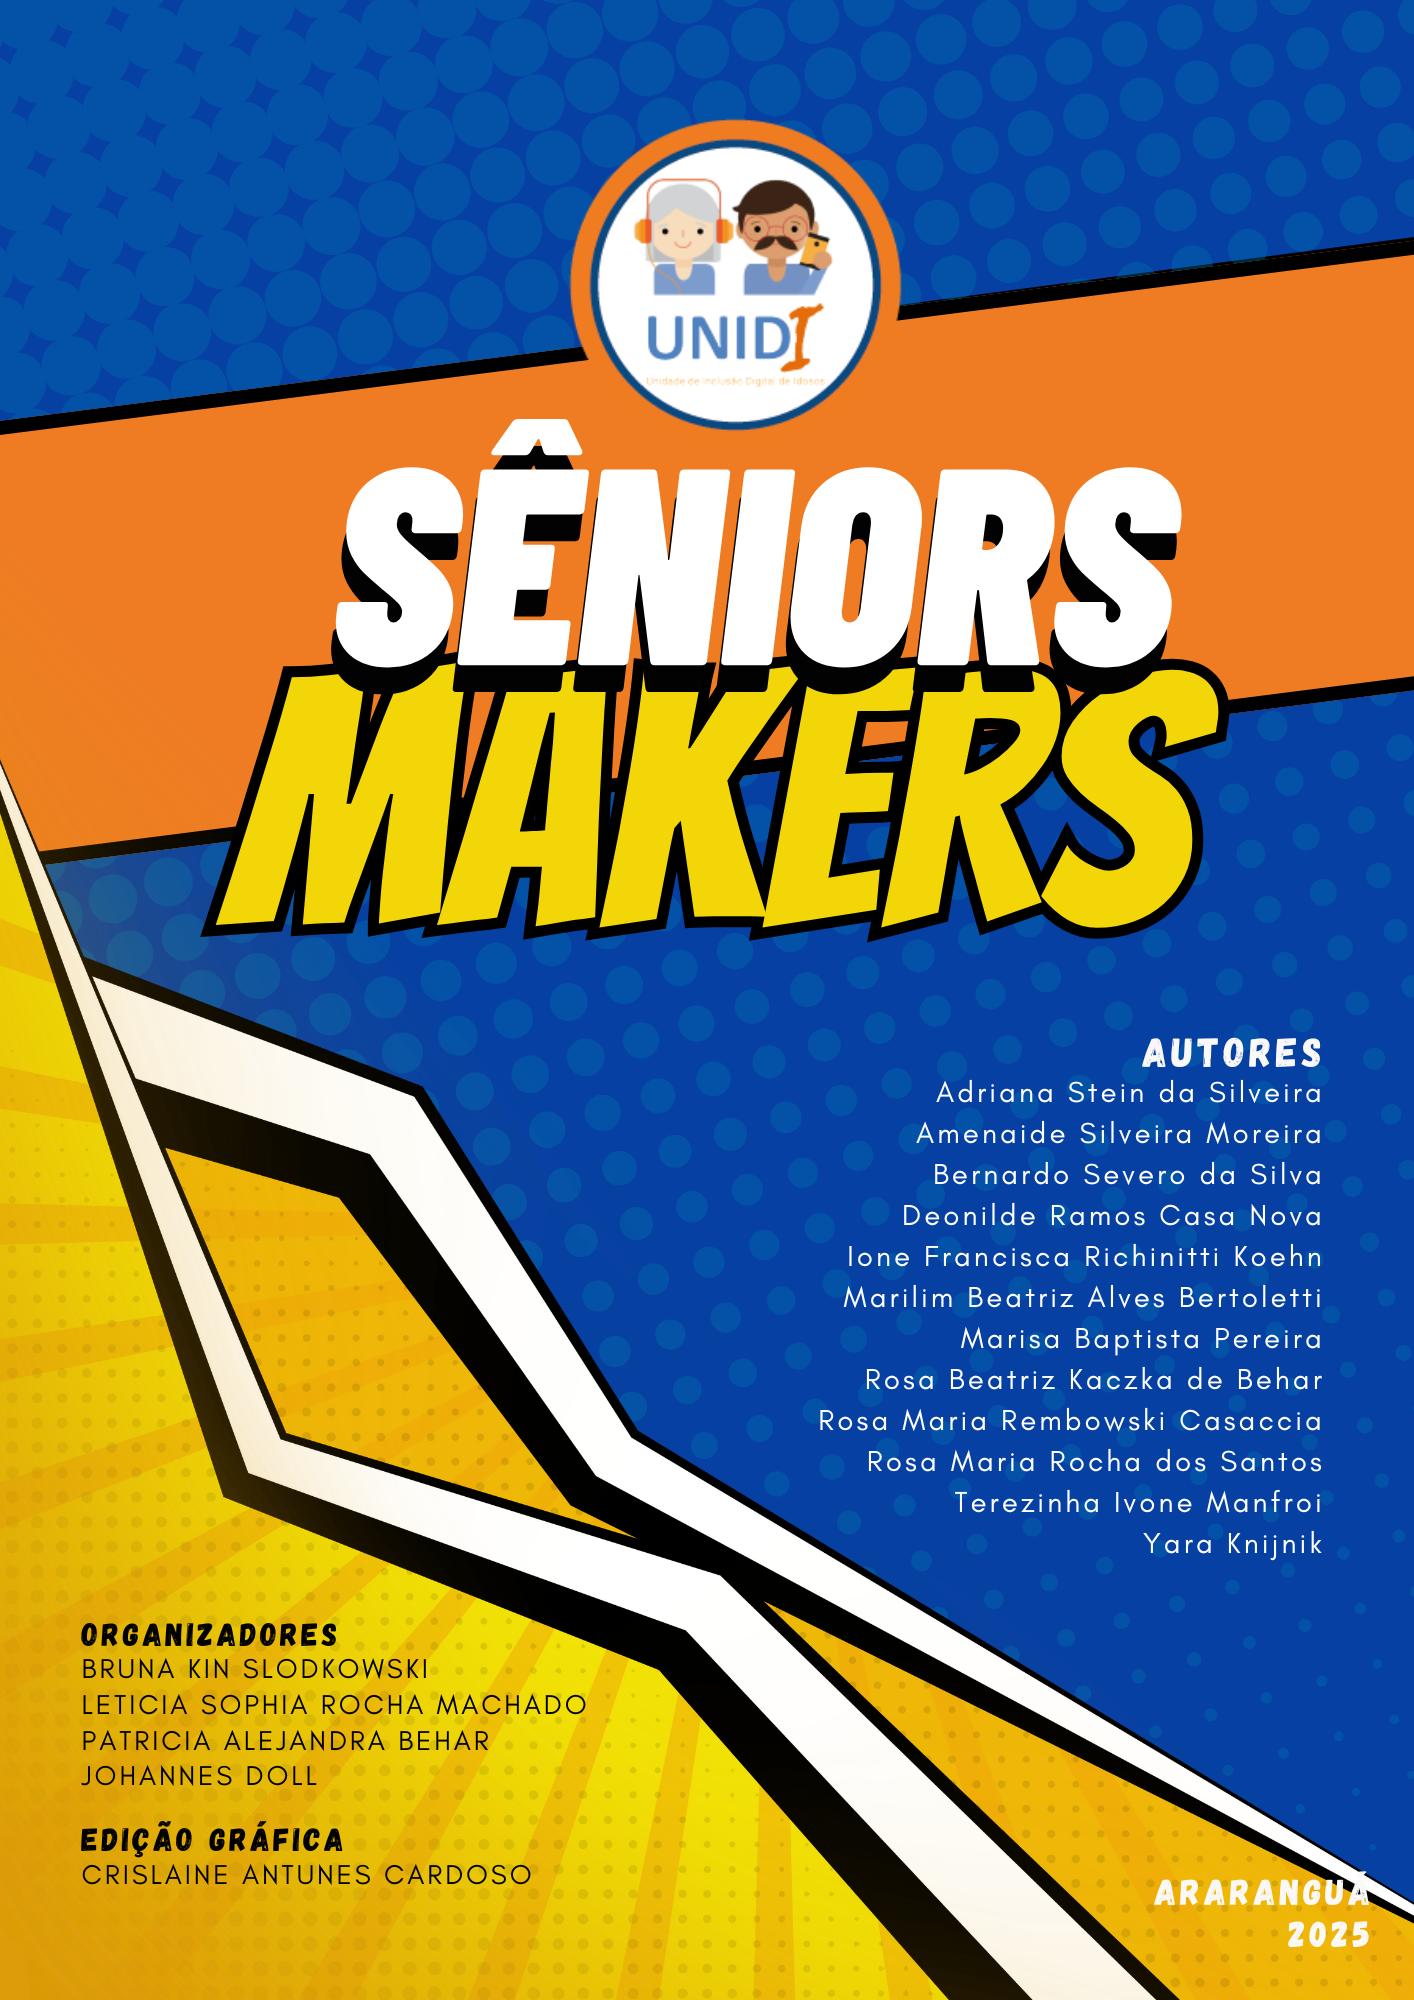 UNIDI
Unidade de Inclusão Digital de Idosos
SÊNIORS
MAKERS
AUTORES
Adriana Stein da Silveira
Amenaide Silveira Moreira
Bernardo Severo da Silva
Deonilde Ramos Casa Nova
Ione Francisca Richinitti Koehn
Marilim Beatriz Alves Bertoletti
Marisa Baptista Pereira
Rosa Beatriz Kaczka de Behar
Rosa Maria Rembowski Casaccia
Rosa Maria Rocha dos Santos
Terezinha Ivone Manfroi
Yara Knijnik
ORGANIZADORES
BRUNA KIN SLODKOWSKI
LETICIA SOPHIA ROCHA MACHADO
PATRICIA ALEJANDRA BEHAR
JOHANNES DOLL
EDIÇÃO GRÁFICA
CRISLAINE ANTUNES CARDOSO
ARARANGUÁ
2025